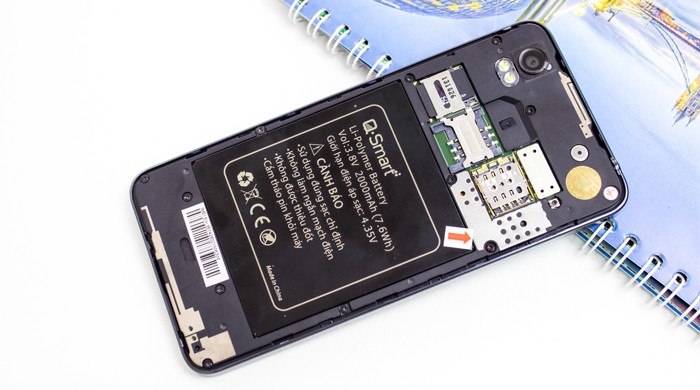 Q-Smart
Li-Polymer Battery
Vol:3.8V 2000mAh (7.6Wh)
Giới hạn điện áp sạc: 4,35V
⚠ CẢNH BÁO
•Sử dụng đúng sạc chỉ định
•Không làm ngắn mạch điện
•Không được thiêu đốt
•Cấm tháo pin khỏi máy
CE
Made in China
131026